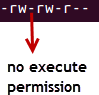 -rw-rw-r--
no execute
permission